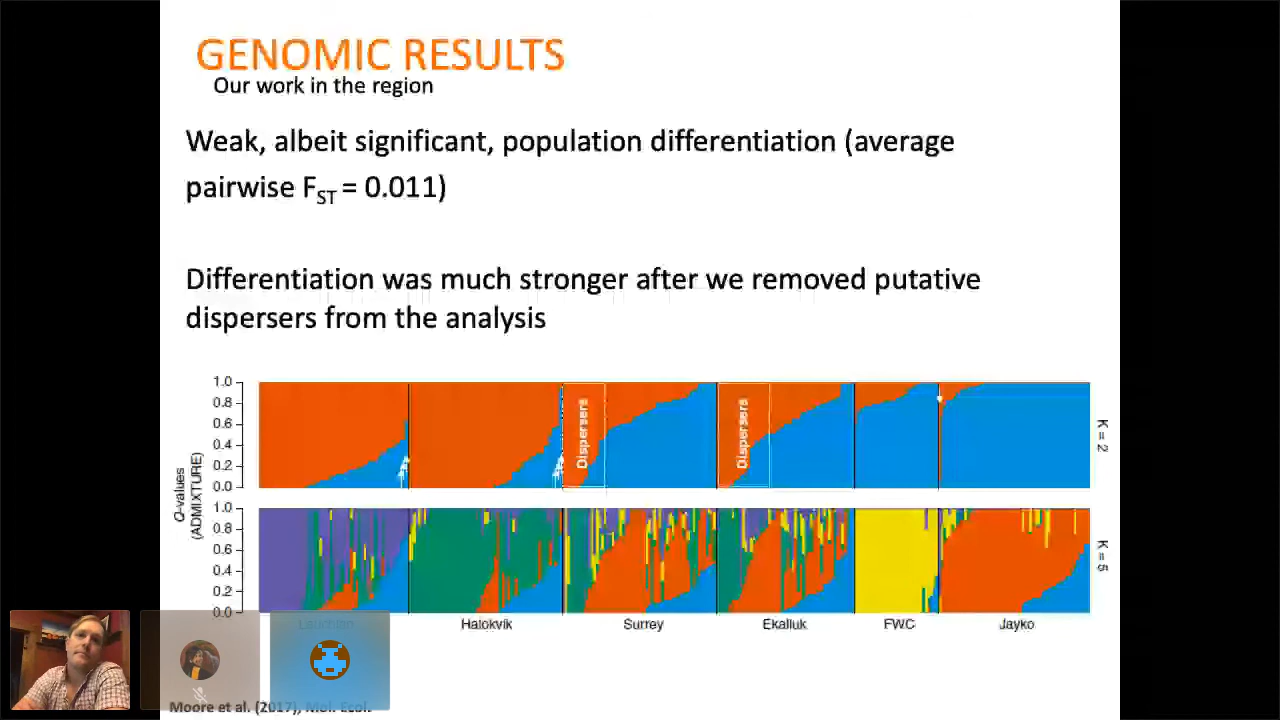 GENOMIC RESULTS
Our work in the region
Weak, albeit significant, population differentiation (average
pairwise FST = 0.011)
Differentiation was much stronger after we removed putative
dispersers from the analysis
1.0
0.8
0.6
0.4
0.2
0.0
Dispersers
Dispersers
K = 2
Q-values
(ADMIXTURE)
1.0
0.8
0.6
0.4
0.2
0.0
K = 5
Halokvik
Surrey
Ekalluk
FWC
Jayko
Moore et al. (2017), Mol. Ecol.